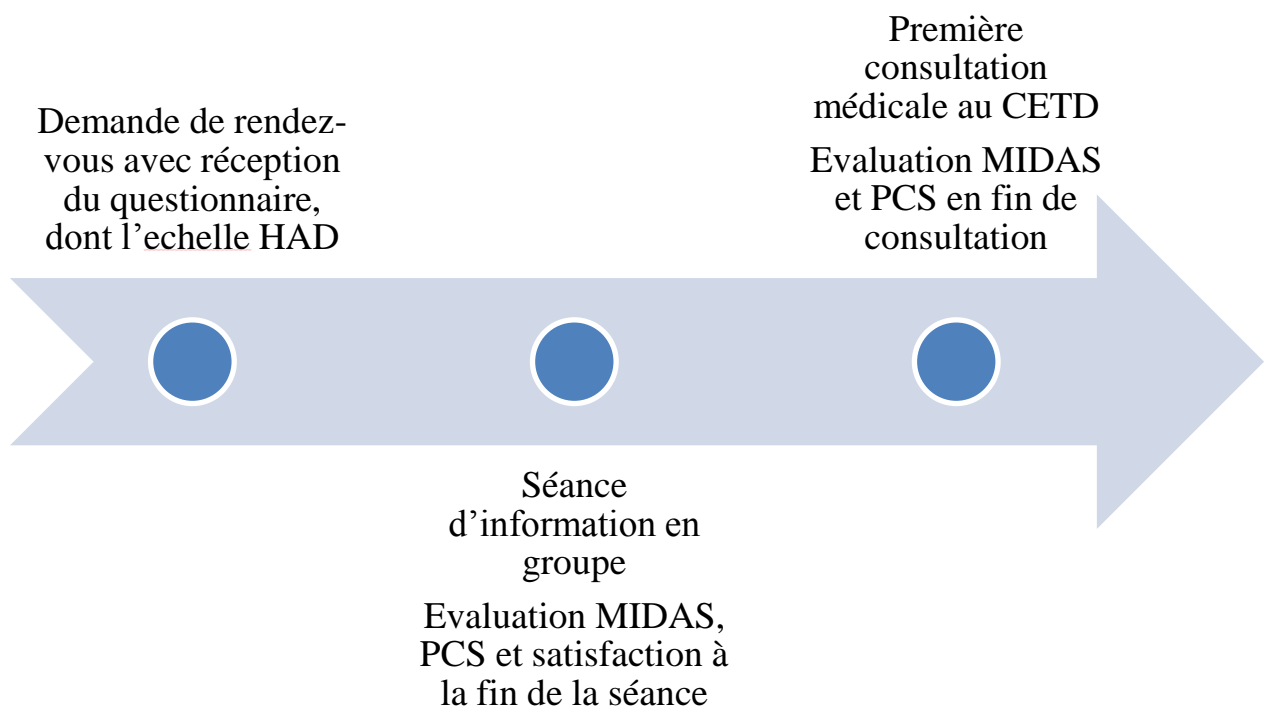 Demande de rendez-
vous avec réception
du questionnaire,
dont l’echelle HAD
Séance
d’information en
groupe
Evaluation MIDAS,
PCS et satisfaction à
la fin de la séance
Première
consultation
médicale au CETD
Evaluation MIDAS
et PCS en fin de
consultation